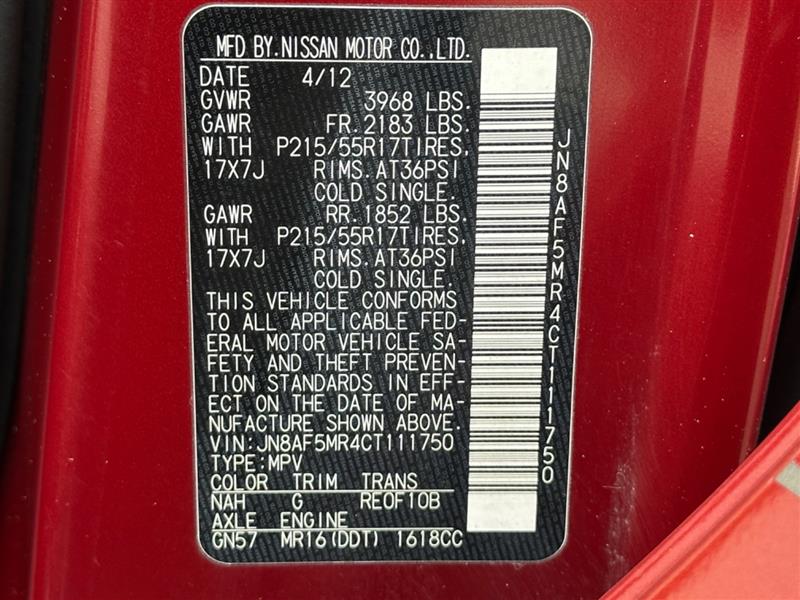 MFD BY.NISSAN MOTOR CO.,LTD.
DATE 4/12
GVWR 3968 LBS.
GAWR FR.2183 LBS.
WITH P215/55R17TIRES,
17X7J RIMS.AT36PSI
COLD SINGLE.
GAWR RR.1852 LBS.
WITH P215/55R17TIRES,
17X7J RIMS.AT36PSI
COLD SINGLE.
THIS VEHICLE CONFORMS
TO ALL APPLICABLE FED-
ERAL MOTOR VEHICLE SA-
FETY AND THEFT PREVEN-
TION STANDARDS IN EFF-
ECT ON THE DATE OF MA-
NUFACTURE SHOWN ABOVE.
VIN:JN8AF5MR4CT111750
TYPE:MPV
COLOR TRIM TRANS
NAH G RE0F10B
AXLE ENGINE
GN57 MR16(DDT) 1618CC
JN8AF5MR4CT111750